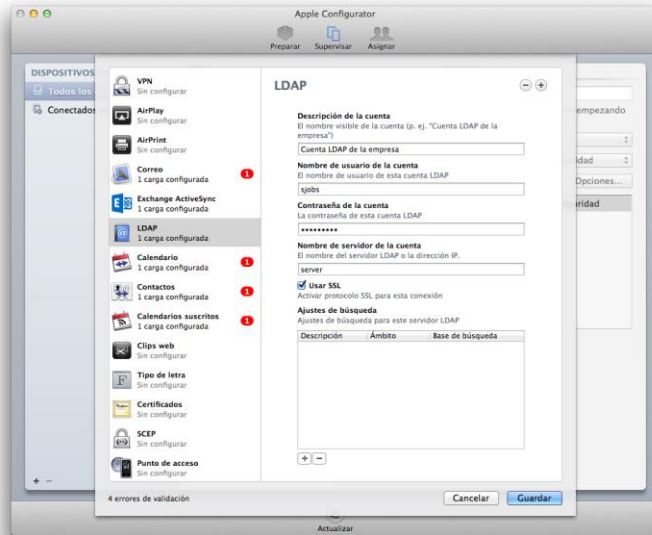 Apple Configurator
Preparar
Supervisar
Asignar
DISPOSITIVOS
Todos los
Conectados
VPN
Sin configurar
AirPlay
Sin configurar
AirPrint
Sin configurar
Correo
1 carga configurada
1
Exchange ActiveSync
1 carga configurada
LDAP
1 carga configurada
Calendario
1 carga configurada
1
Contactos
1 carga configurada
1
Calendarios suscritos
1 carga configurada
1
Clips web
Sin configurar
Tipo de letra
Sin configurar
Certificados
Sin configurar
SCEP
Sin configurar
Punto de acceso
Sin configurar
LDAP
Descripción de la cuenta
El nombre visible de la cuenta (p. ej. "Cuenta LDAP de la
empresa")
Cuenta LDAP de la empresa
Nombre de usuario de la cuenta
El nombre de usuario de esta cuenta LDAP
sjobs
Contraseña de la cuenta
La contraseña de esta cuenta LDAP
•••••••••
Nombre de servidor de la cuenta
El nombre del servidor LDAP o la dirección IP.
server
Usar SSL
Activar protocolo SSL para esta conexión
Ajustes de búsqueda
Ajustes de búsqueda para este servidor LDAP
Descripción Ámbito Base de búsqueda
empezando
idad
Opciones...
uridad
4 errores de validación
Cancelar
Guardar
Actualizar